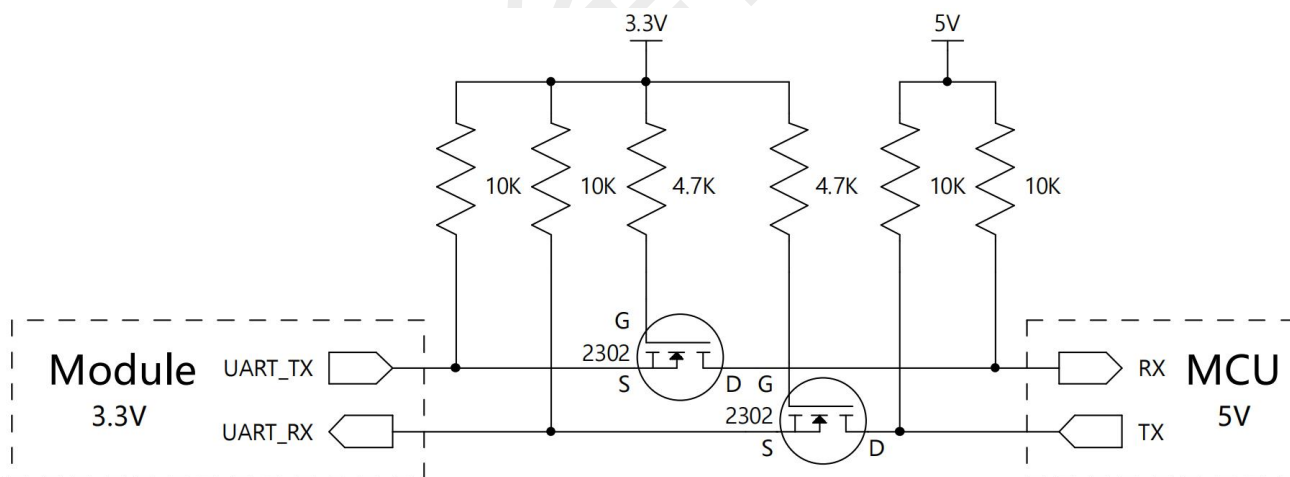 3.3V
5V
10K
10K
4.7K
4.7K
10K
10K
G
2302
S
D
G
2302
S
D
Module
3.3V
UART_TX
UART_RX
RX
TX
MCU
5V